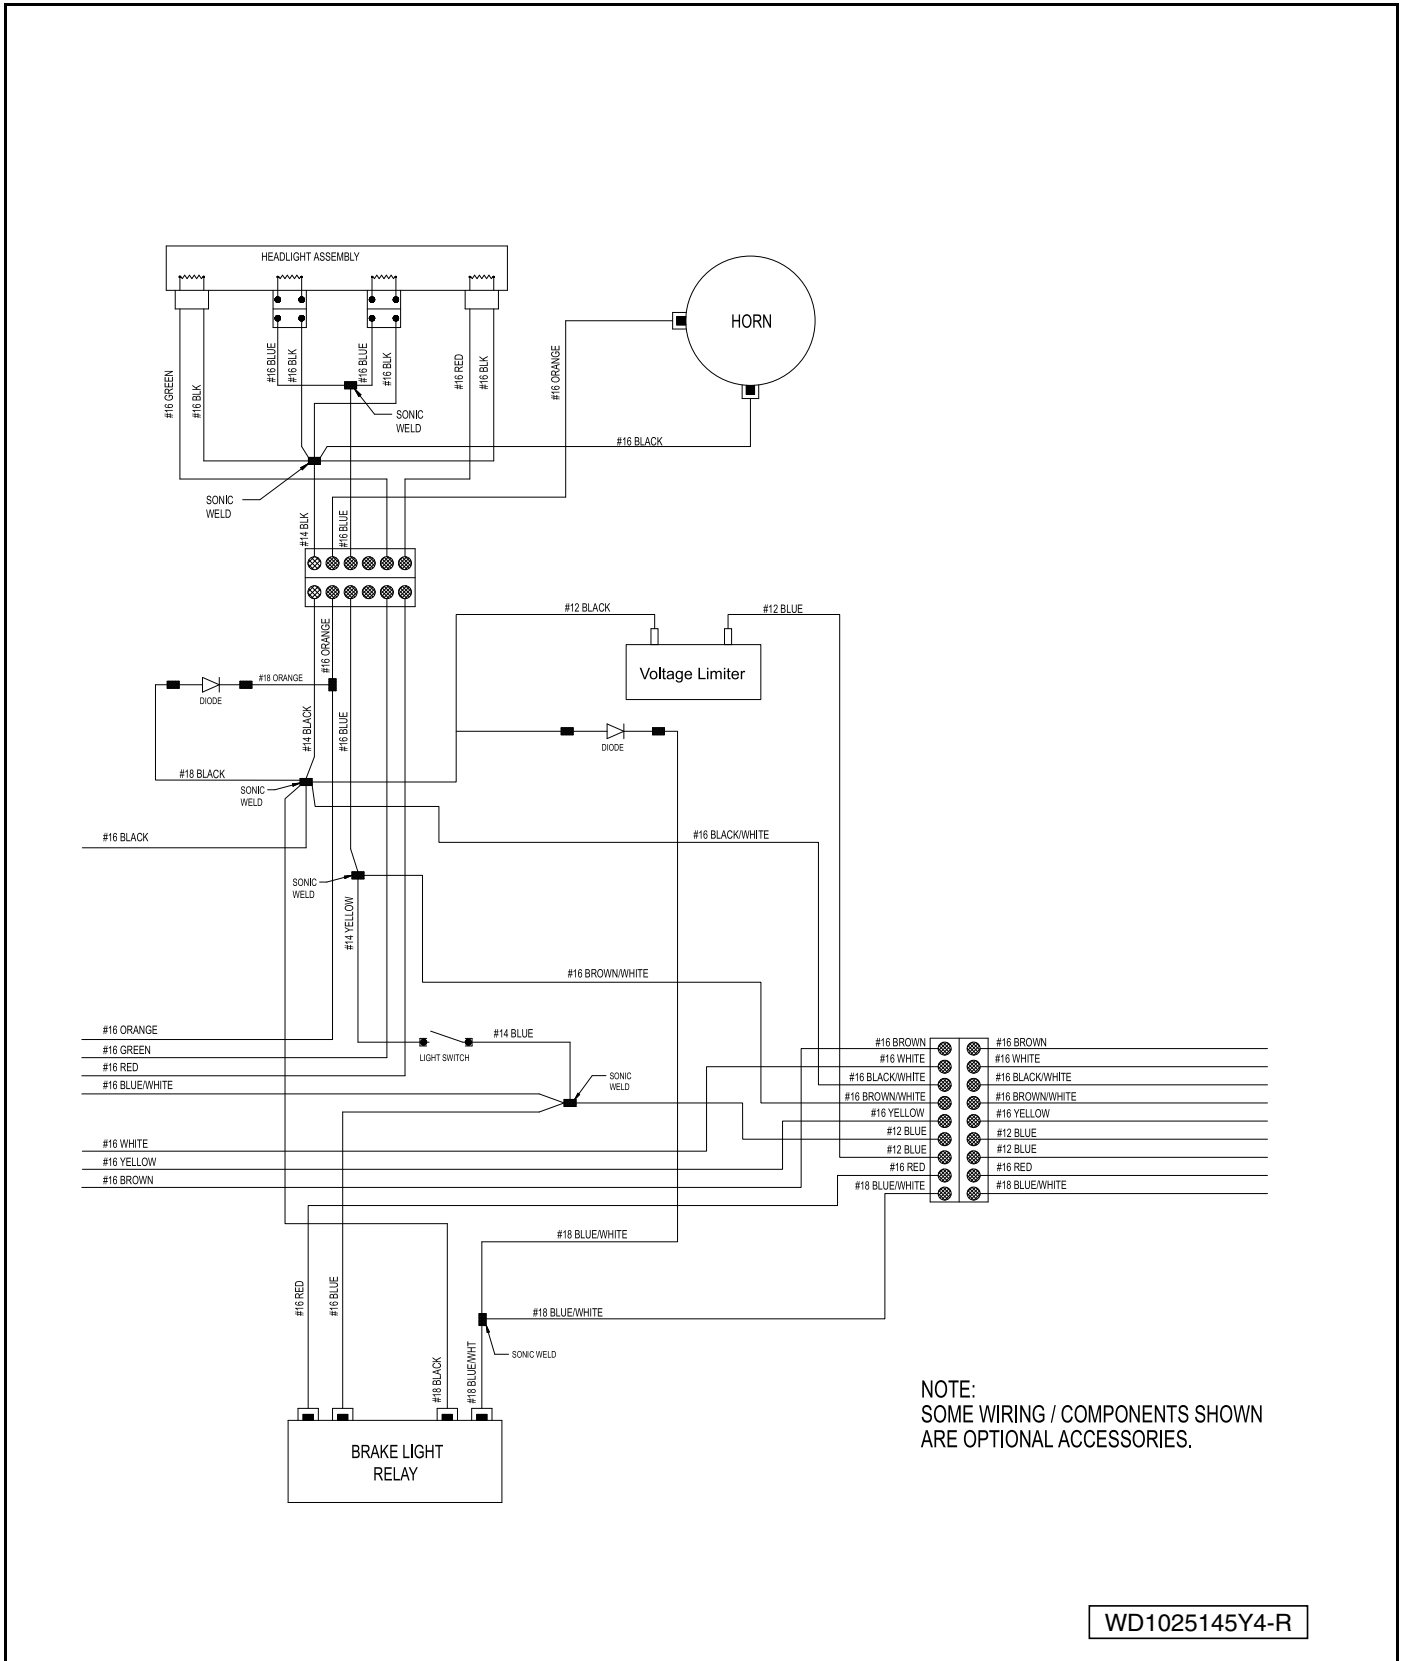 HEADLIGHT ASSEMBLY
HORN
#16 GREEN
#16 BLK
#16 BLUE
#16 BLK
#16 BLUE
#16 BLK
#16 RED
#16 BLK
#16 ORANGE
SONIC
WELD
#16 BLACK
SONIC
WELD
#14 BLK
#16 BLUE
#12 BLACK
#12 BLUE
#16 ORANGE
Voltage Limiter
#18 ORANGE
DIODE
#14 BLACK
#16 BLUE
DIODE
#18 BLACK
SONIC
WELD
#16 BLACK
#16 BLACK/WHITE
SONIC
WELD
#14 YELLOW
#16 BROWN/WHITE
#16 ORANGE
#16 GREEN
#16 RED
#16 BLUE/WHITE
#14 BLUE
LIGHT SWITCH
SONIC
WELD
#16 BROWN
#16 WHITE
#16 BLACK/WHITE
#16 BROWN/WHITE
#16 YELLOW
#12 BLUE
#12 BLUE
#16 RED
#18 BLUE/WHITE
#16 BROWN
#16 WHITE
#16 BLACK/WHITE
#16 BROWN/WHITE
#16 YELLOW
#12 BLUE
#12 BLUE
#16 RED
#18 BLUE/WHITE
#16 WHITE
#16 YELLOW
#16 BROWN
#18 BLUE/WHITE
#16 RED
#16 BLUE
#18 BLUE/WHITE
#18 BLACK
#18 BLUE/WHT
SONIC WELD
BRAKE LIGHT
RELAY
NOTE:
SOME WIRING / COMPONENTS SHOWN
ARE OPTIONAL ACCESSORIES.
WD1025145Y4-R